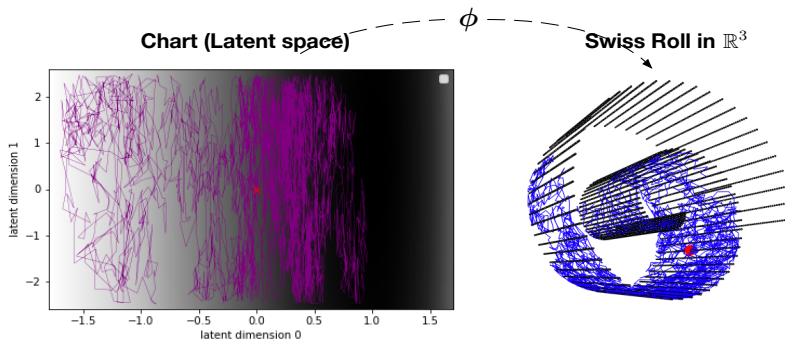 ϕ
Chart (Latent space)
Swiss Roll in ℝ³
latent dimension 1
2
1
0
−1
−2
−1.5 −1.0 −0.5 0.0 0.5 1.0 1.5
latent dimension 0